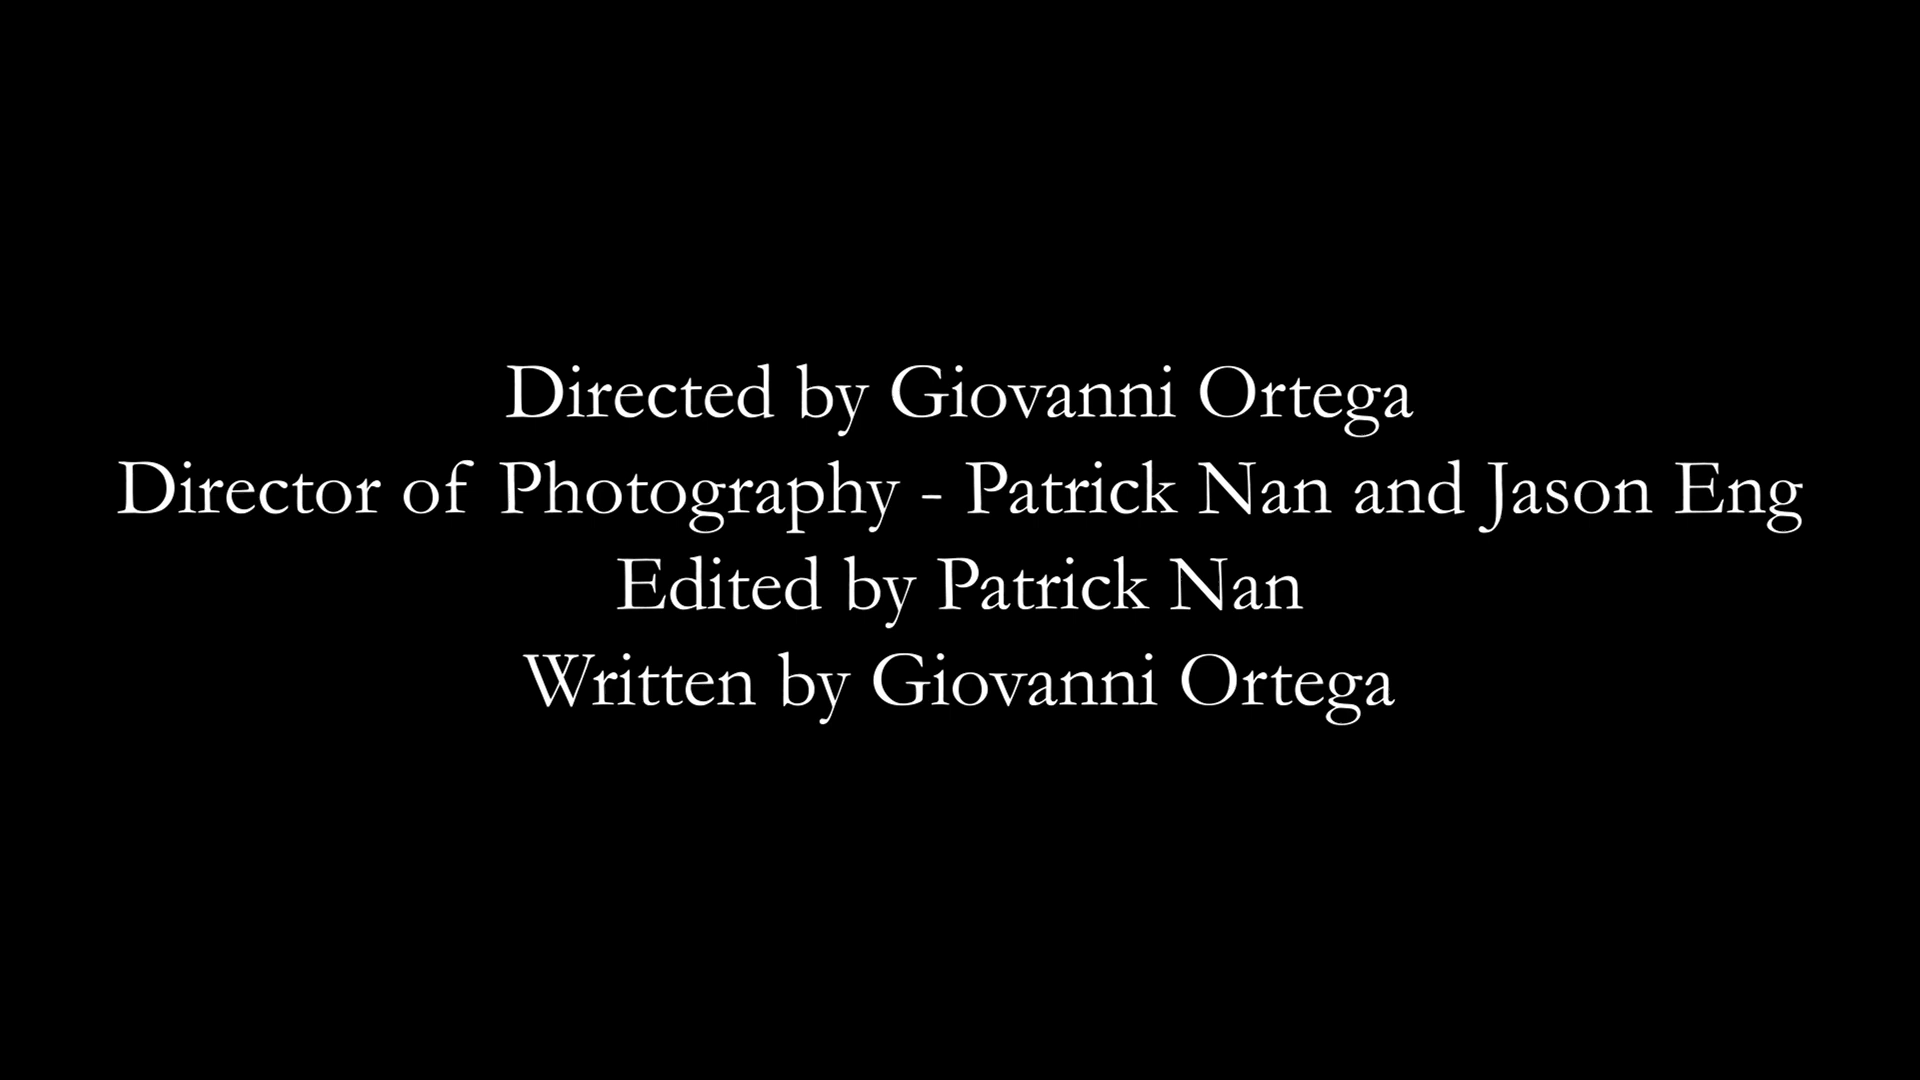 Directed by Giovanni Ortega
Director of Photography - Patrick Nan and Jason Eng
Edited by Patrick Nan
Written by Giovanni Ortega